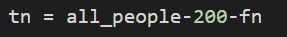 tn = all_people-200-fn